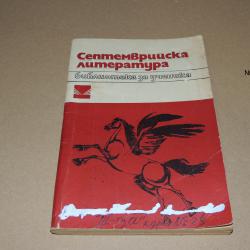 Септемврийска
литература
библиотека за ученика